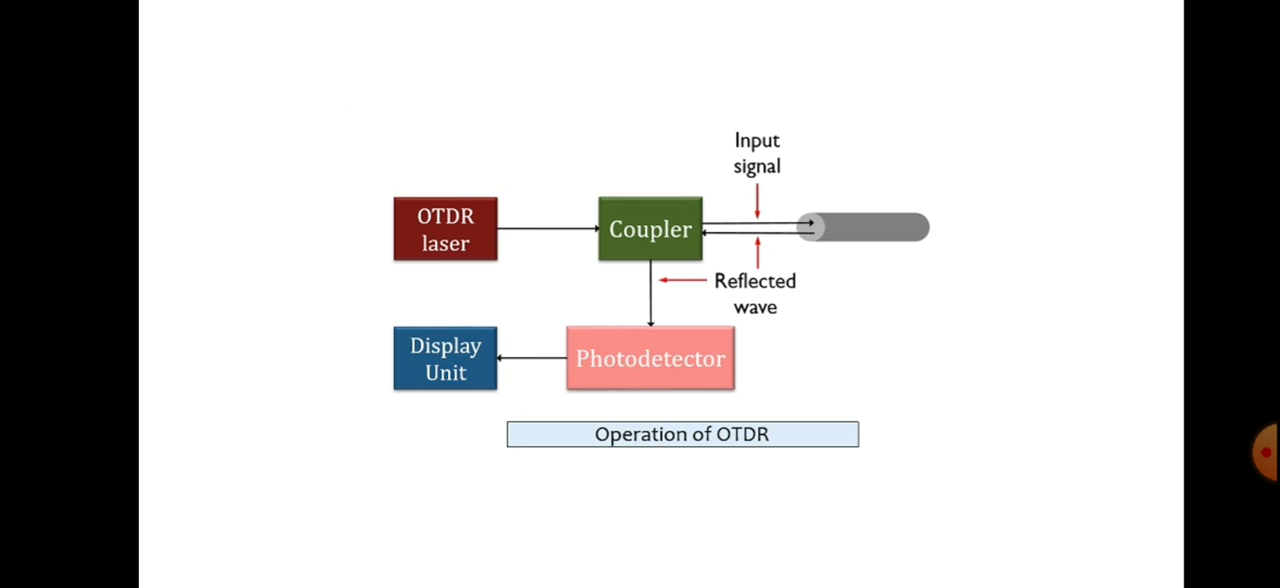 Input
signal
OTDR
laser
Coupler
Reflected
wave
Display
Unit
Photodetector
Operation of OTDR